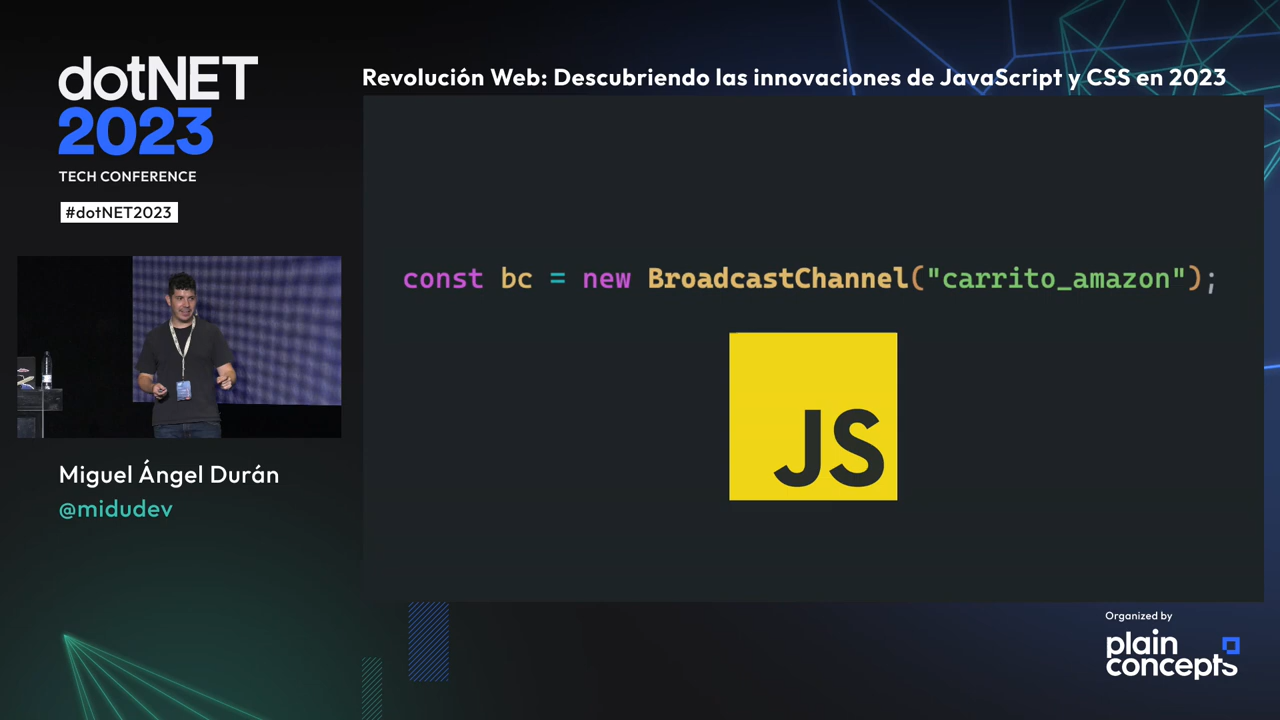 dotNET
2023
TECH CONFERENCE
#dotNET2023
Revolución Web: Descubriendo las innovaciones de JavaScript y CSS en 2023
const bc = new BroadcastChannel("carrito_amazon");
JS
Miguel Ángel Durán
@midudev
Organized by
plain
concepts